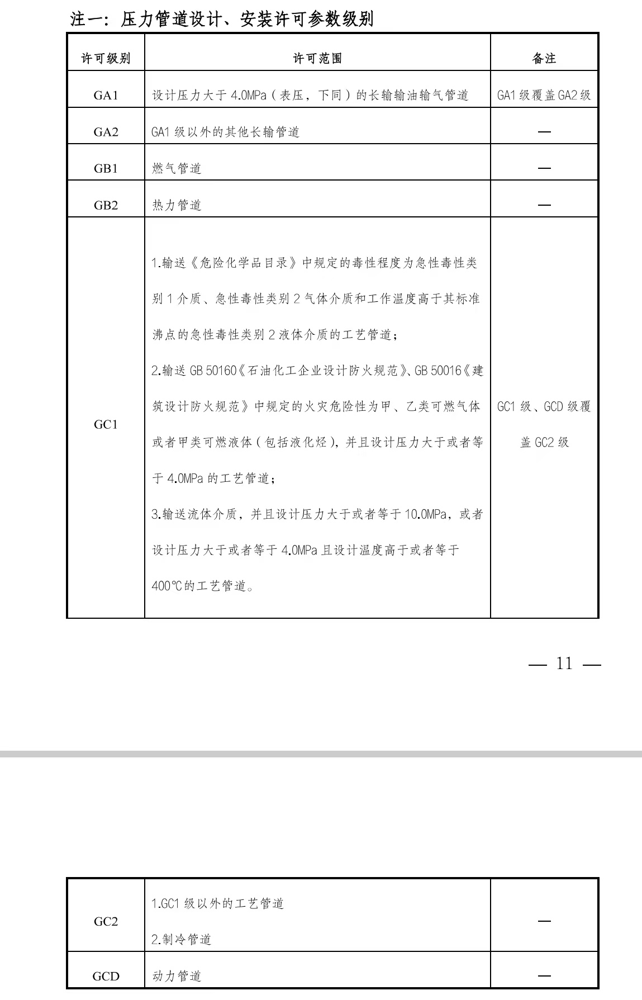 注一：压力管道设计、安装许可参数级别
许可级别 许可范围 备注
GA1 设计压力大于 4.0MPa（表压，下同）的长输输油输气管道 GA1 级覆盖 GA2 级
GA2 GA1 级以外的其他长输管道 —
GB1 燃气管道 —
GB2 热力管道 —
GC1
1.输送《危险化学品目录》中规定的毒性程度为急性毒性类
别 1 介质、急性毒性类别 2 气体介质和工作温度高于其标准
沸点的急性毒性类别 2 液体介质的工艺管道；
2.输送 GB 50160《石油化工企业设计防火规范》、GB 50016《建
筑设计防火规范》中规定的火灾危险性为甲、乙类可燃气体
或者甲类可燃液体（包括液化烃），并且设计压力大于或者等
于 4.0MPa 的工艺管道；
3.输送流体介质，并且设计压力大于或者等于 10.0MPa，或者
设计压力大于或者等于 4.0MPa 且设计温度高于或者等于
400℃的工艺管道。
GC1 级、GCD 级覆
盖 GC2 级
— 11 —
GC2
1.GC1 级以外的工艺管道
2.制冷管道
—
GCD 动力管道 —